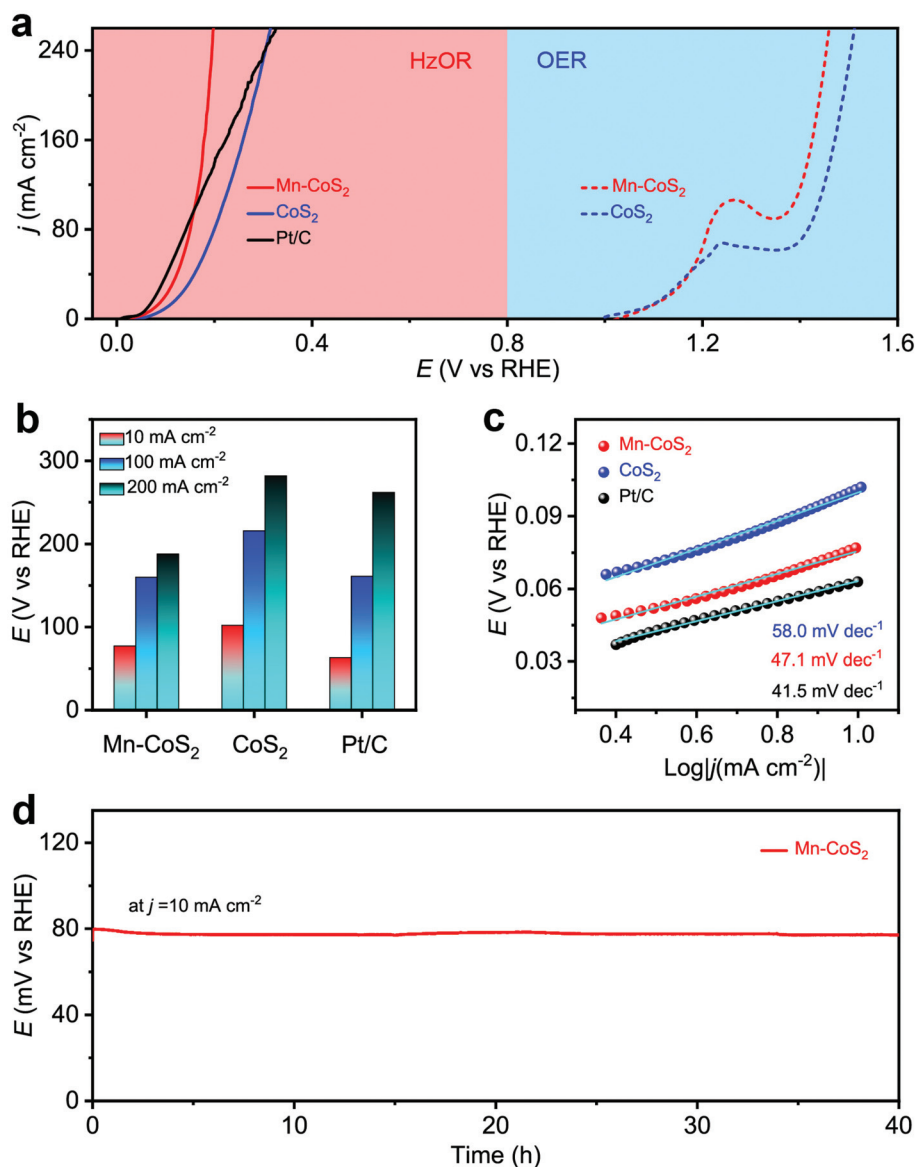 a
240
160
80
0
j (mA cm⁻²)
HzOR
OER
Mn-CoS₂
CoS₂
Pt/C
Mn-CoS₂
CoS₂
0.0
0.4
0.8
1.2
1.6
E (V vs RHE)
b
350
300
250
200
150
100
50
0
E (V vs RHE)
10 mA cm⁻²
100 mA cm⁻²
200 mA cm⁻²
Mn-CoS₂
CoS₂
Pt/C
c
0.12
0.09
0.06
0.03
E (V vs RHE)
Mn-CoS₂
CoS₂
Pt/C
58.0 mV dec⁻¹
47.1 mV dec⁻¹
41.5 mV dec⁻¹
0.4
0.6
0.8
1.0
Log|j(mA cm⁻²)|
d
120
80
40
0
E (mV vs RHE)
Mn-CoS₂
at j =10 mA cm⁻²
0
10
20
30
40
Time (h)